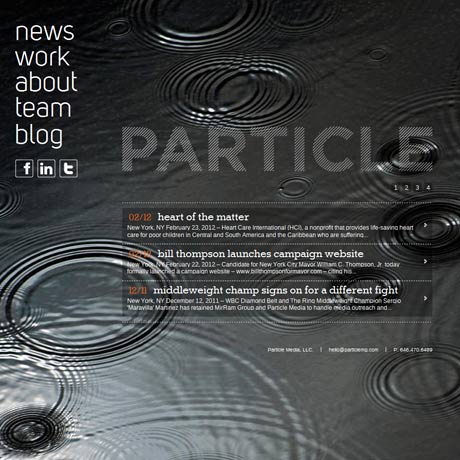 news
work
about
team
blog
f in t
PARTICLE
1 2 3 4
02/12 heart of the matter
New York, NY February 23, 2012 – Heart Care International (HCI), a nonprofit that provides life-saving heart
care for poor children in Central and South America and the Caribbean who are suffering...
bill thompson launches campaign website
New York, NY February 22, 2012 – Candidate for New York City Mayor William C. Thompson, Jr. today
formally launched a campaign website – www.billthompsonformayor.com – citing his...
12/11 middleweight champ signs on for a different fight
New York, NY December 12, 2011 – WBC Diamond Belt and The Ring Middleweight Champion Sergio
'Maravilla' Martinez has retained MirRam Group and Particle Media to handle media outreach and...
Particle Media, LLC. | hello@particlemg.com | P: 646.470.6499